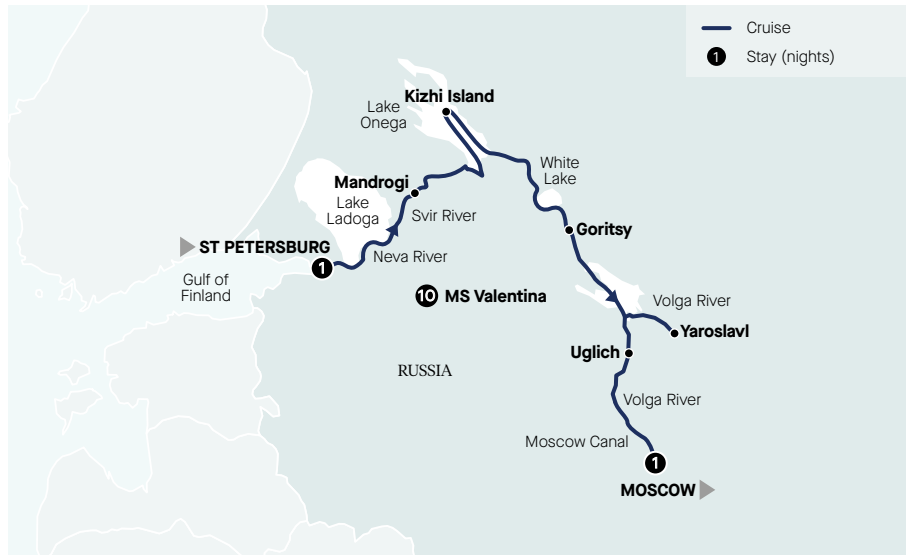 Cruise
1
Stay (nights)
Kizhi Island
Lake
Onega
White
Lake
Mandrogi
Lake
Ladoga
Svir River
Goritsy
ST PETERSBURG
1
Neva River
Gulf of
Finland
10
MS Valentina
Volga River
Yaroslavl
Uglich
RUSSIA
Volga River
Moscow Canal
1
MOSCOW